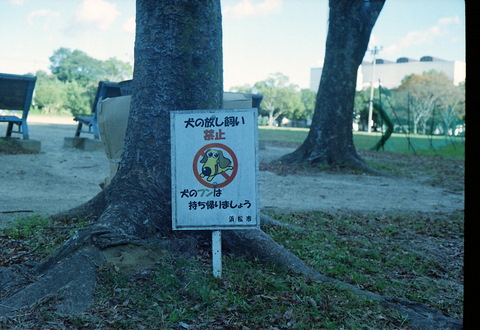 犬の放し飼い
禁止
犬のフンは
持ち帰りましょう
浜松市